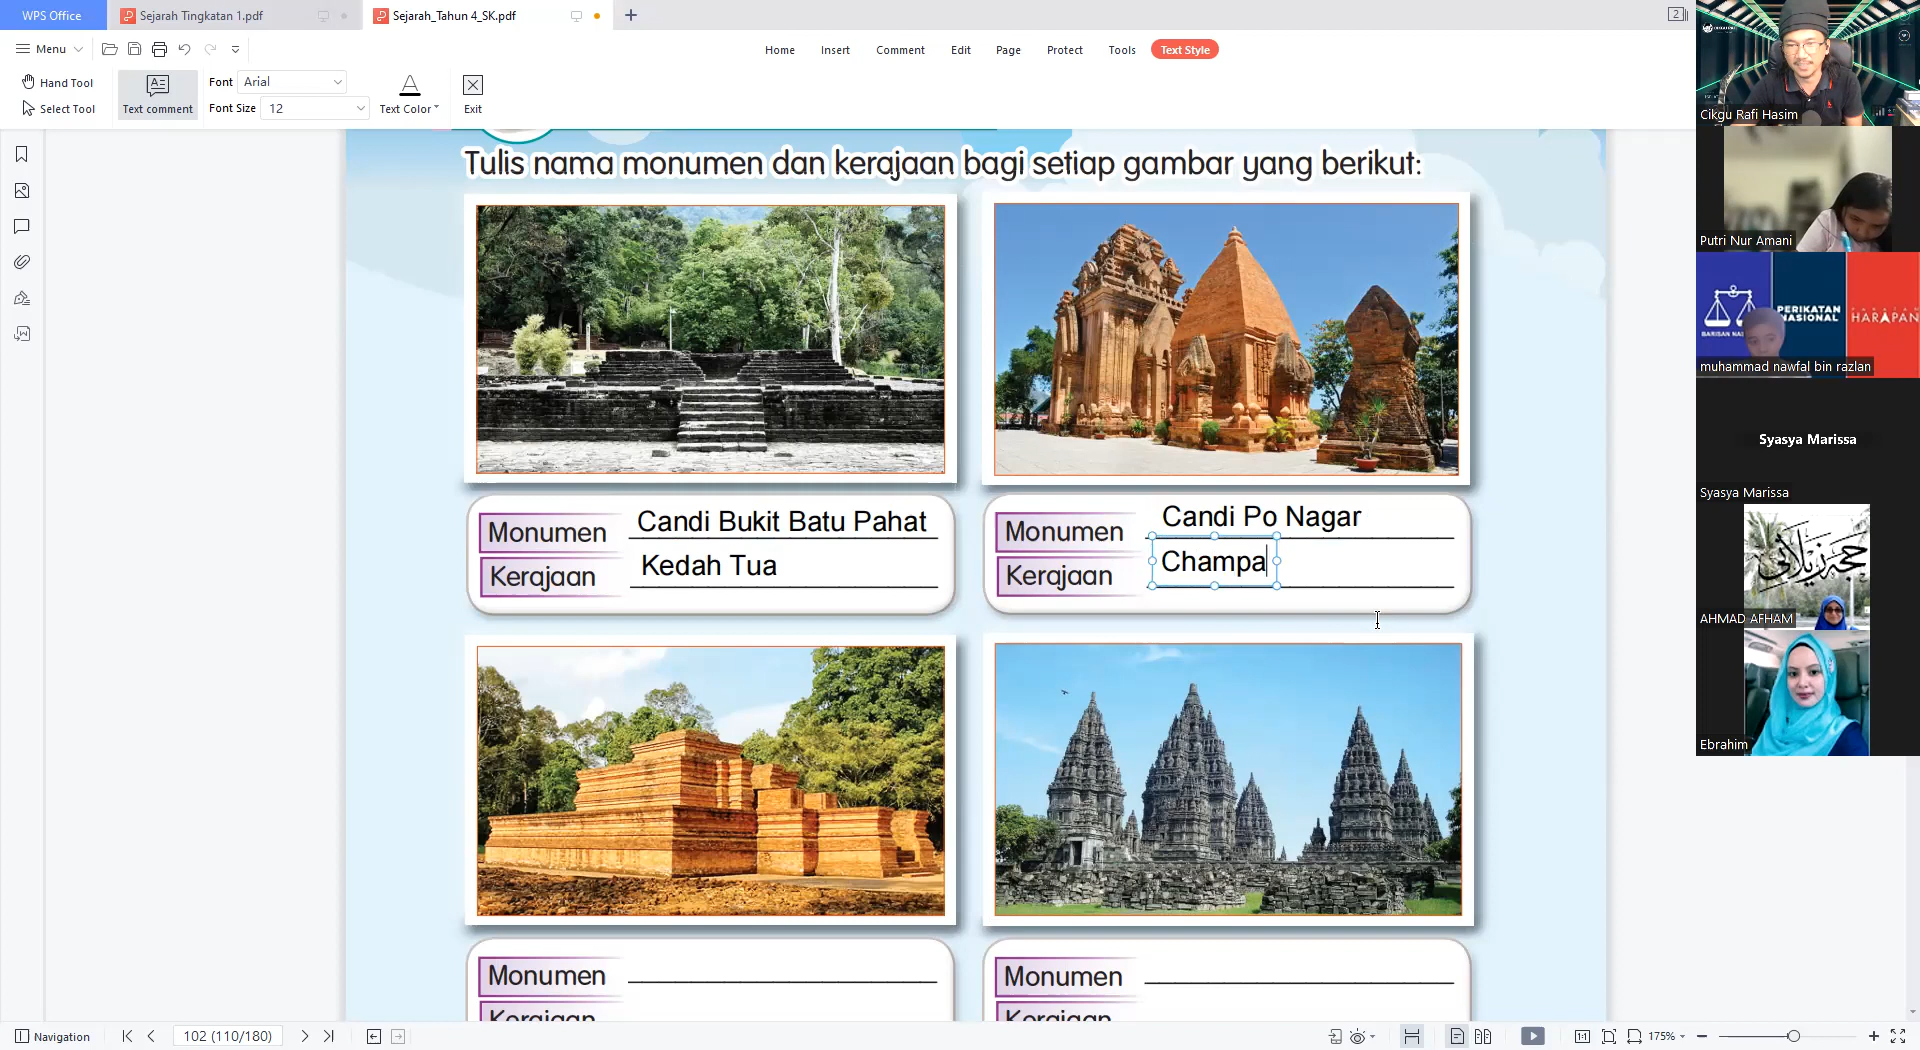 WPS Office
Sejarah Tingkatan 1.pdf
Sejarah_Tahun 4_SK.pdf
2
Menu
Home
Insert
Comment
Edit
Page
Protect
Tools
Text Style
Hand Tool
Select Tool
Text comment
Font Arial
Font Size 12
Text Color
Exit
Tulis nama monumen dan kerajaan bagi setiap gambar yang berikut:
Monumen Candi Bukit Batu Pahat
Kerajaan Kedah Tua
Monumen Candi Po Nagar
Kerajaan Champa
Monumen
Kerajaan
Monumen
Kerajaan
Cikgu Rafi Hasim
Putri Nur Amani
PERIKATAN
NASIONAL
HARAPAN
muhammad nawfal bin razlan
Syasya Marissa
Syasya Marissa
AHMAD AFHAM
Ebrahim
Navigation
102 (110/180)
175%